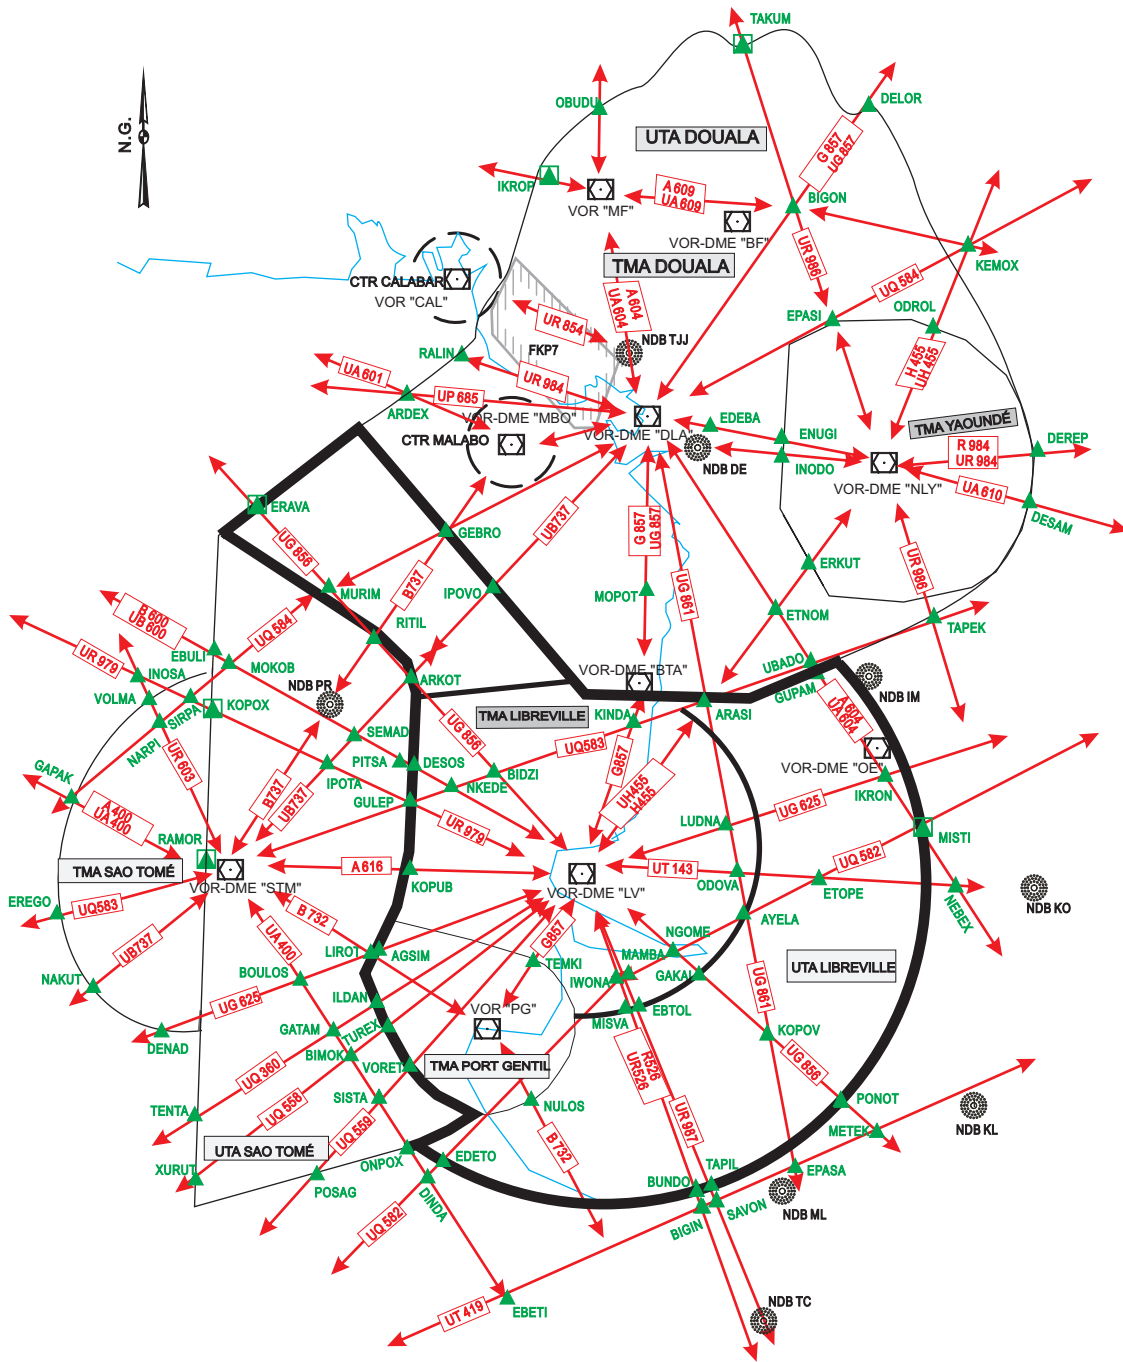 TAKUM
N.G.
OBUDU
DELOR
UTA DOUALA
G 857
UG 857
IKROP
VOR "MF"
A 609
UA 609
BIGON
VOR-DME "BF"
UR 986
KEMOX
TMA DOUALA
CTR CALABAR
VOR "CAL"
UQ 584
A 604
UA 604
EPASI
ODROL
UR 854
NDB TJJ
FKP7
RALIN
H 455
UH 455
UA 601
UR 984
UP 685
ARDEX
VOR-DME "MBO"
VOR-DME "DLA"
EDEBA
TMA YAOUNDÉ
CTR MALABO
ENUGI
INODO
R 984
UR 984
DEREP
NDB DE
VOR-DME "NLY"
UA 610
DESAM
ERAVA
GEBRO
UB737
G 857
UG 857
UG 856
UR 986
ERKUT
MURIM
B737
IPOVO
MOPOT
UG 861
ETNOM
B 600
UB 600
UQ 584
RITIL
TAPEK
UR 979
EBULI
MOKOB
INOSA
UBADO
VOR-DME "BTA"
GUPAM
NDB IM
NDB PR
ARKOT
VOLMA
SIRPA
KOPOX
NARPI
TMA LIBREVILLE
KINDA
ARASI
A 604
UA 604
UG 856
SEMAD
UR 603
UQ583
PITSA
DESOS
G857
VOR-DME "OE"
GAPAK
IPOTA
BIDZI
NKEDE
UH455
H455
IKRON
B737
UB737
GULEP
UG 625
A 400
UA 400
UR 979
LUDNA
MISTI
RAMOR
TMA SAO TOMÉ
VOR-DME "STM"
A 616
KOPUB
VOR-DME "LV"
UT 143
ODOVA
UQ 582
ETOPE
NEBEX
NDB KO
EREGO
UQ583
B 732
AYELA
UB737
UA 400
G857
NGOME
LIROT
AGSIM
MAMBA
TEMKI
UTA LIBREVILLE
NAKUT
BOULOS
IWONA
GAKAI
UG 625
ILDAN
UG 861
EBTOL
MISVA
DENAD
GATAM
TUREX
VOR "PG"
KOPOV
BIMOK
VORET
TMA PORT GENTIL
R526
UR526
UG 856
UQ 360
SISTA
NULOS
PONOT
TENTA
UQ 558
UR 987
METEK
NDB KL
UQ 559
B 732
UTA SAO TOMÉ
XURUT
ONPOX
EDETO
TAPIL
EPASA
POSAG
DINDA
BUNDO
SAVON
NDB ML
BIGIN
UQ 582
UT 419
EBETI
NDB TC